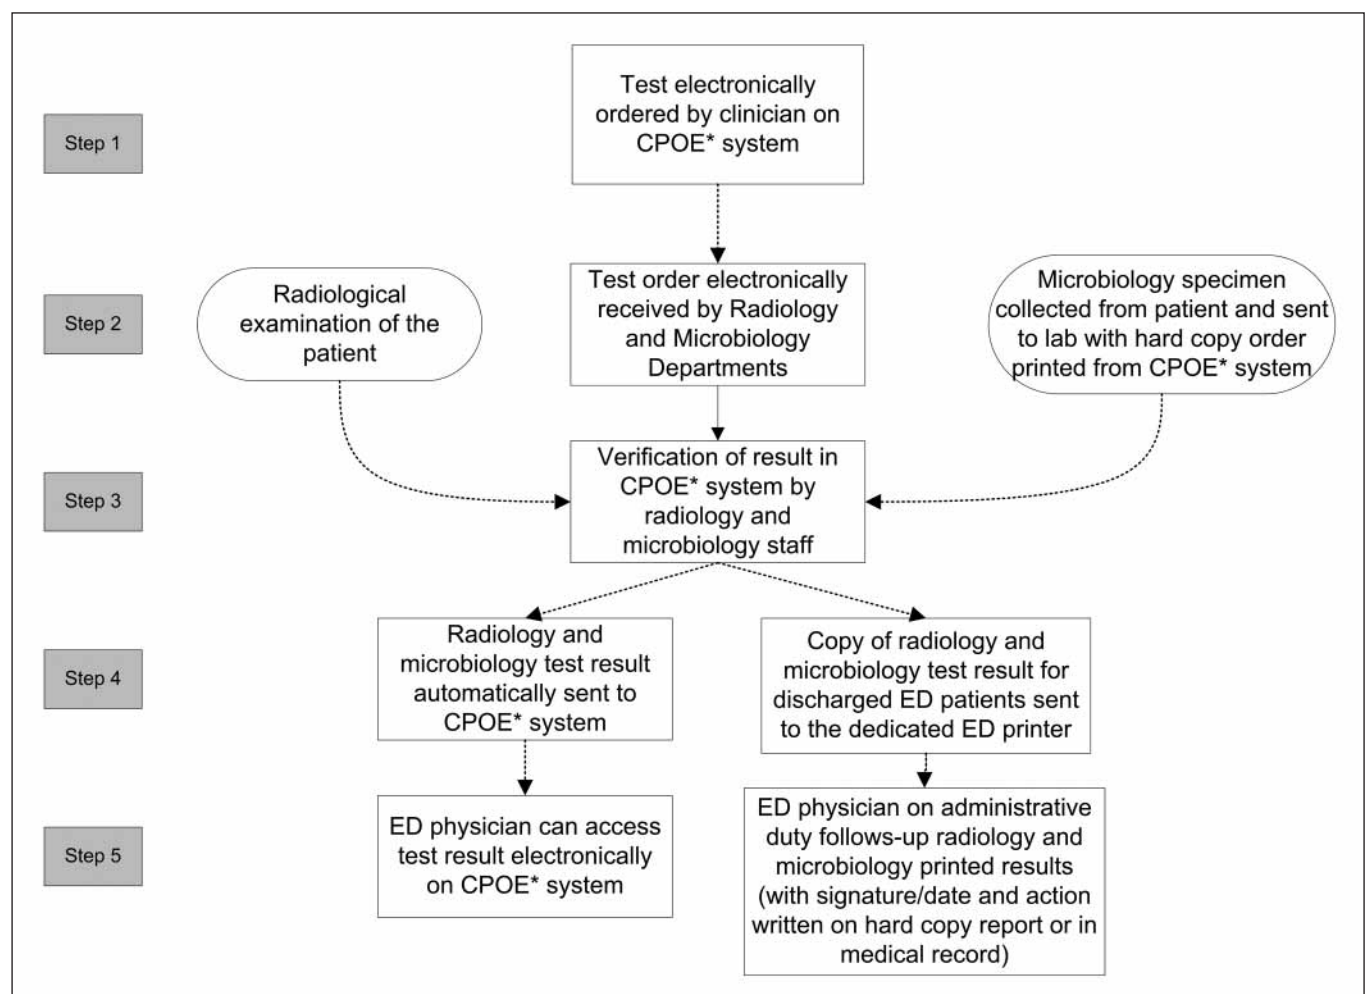 Step 1
Test electronically
ordered by clinician on
CPOE* system
Step 2
Radiological
examination of the
patient
Test order electronically
received by Radiology
and Microbiology
Departments
Microbiology specimen
collected from patient and sent
to lab with hard copy order
printed from CPOE* system
Step 3
Verification of result in
CPOE* system by
radiology and
microbiology staff
Step 4
Radiology and
microbiology test result
automatically sent to
CPOE* system
Copy of radiology and
microbiology test result for
discharged ED patients sent
to the dedicated ED printer
Step 5
ED physician can access
test result electronically
on CPOE* system
ED physician on administrative
duty follows-up radiology and
microbiology printed results
(with signature/date and action
written on hard copy report or in
medical record)